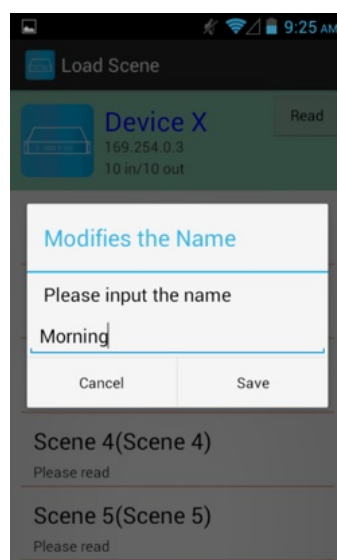 9:25 AM
Load Scene
Device X
Read
169.254.0.3
10 in/10 out
Modifies the Name
Please input the name
Morning
Cancel
Save
Scene 4(Scene 4)
Please read
Scene 5(Scene 5)
Please read